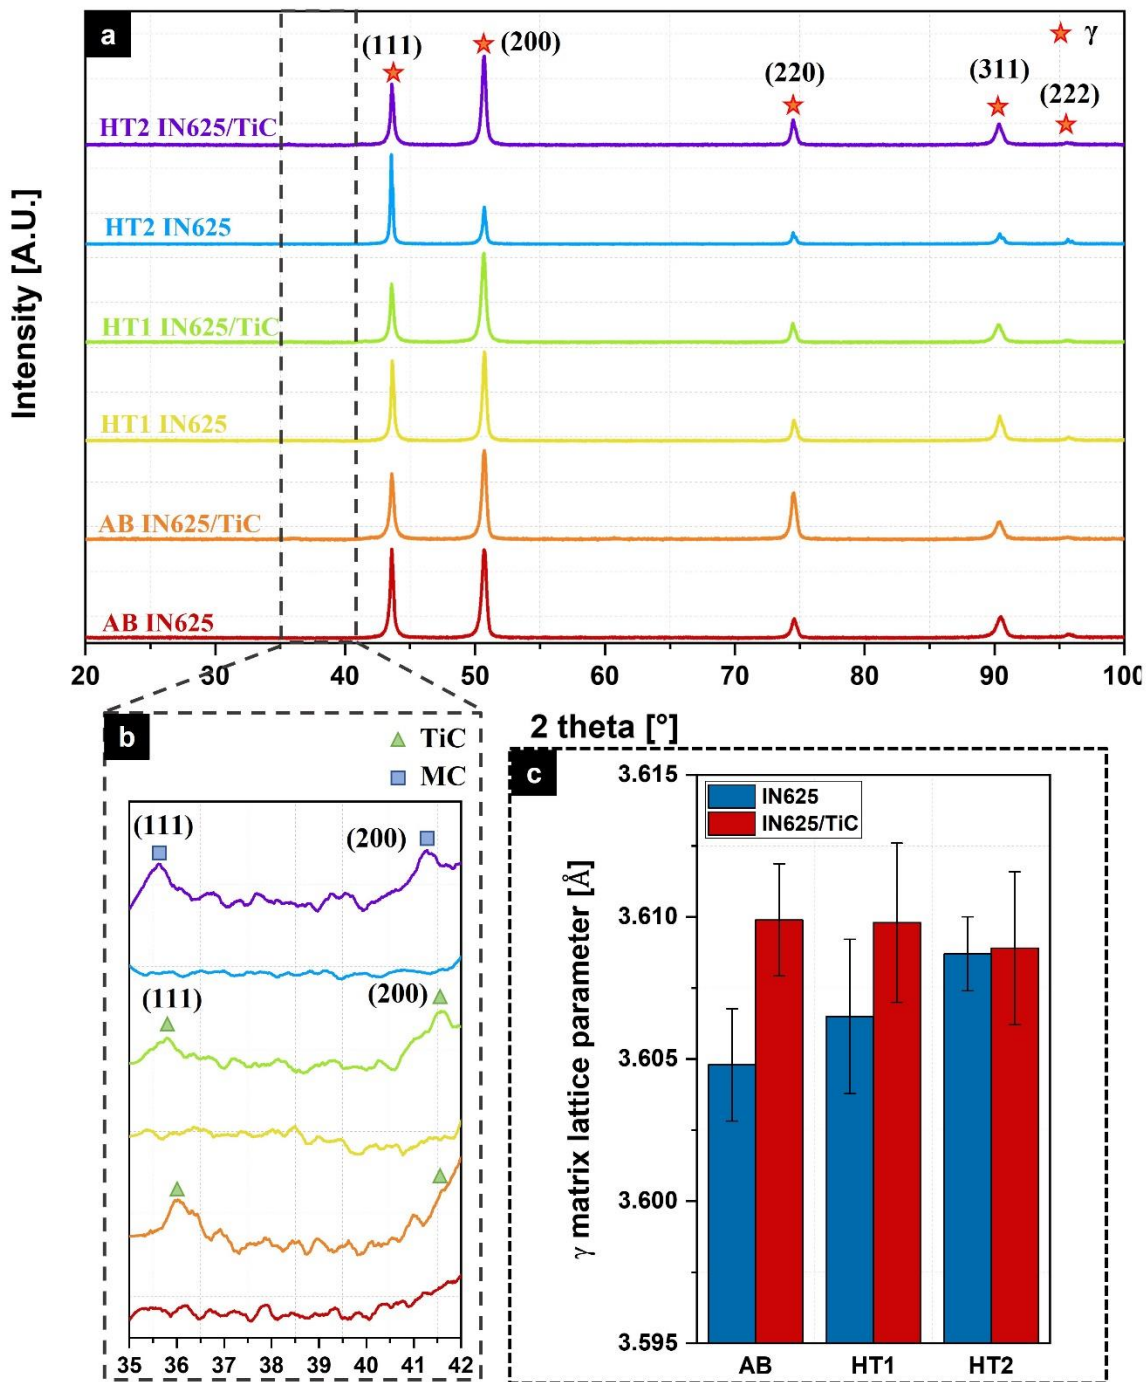 a
(111)
(200)
(220)
(311)
(222)
γ
HT2 IN625/TiC
HT2 IN625
HT1 IN625/TiC
HT1 IN625
AB IN625/TiC
AB IN625
Intensity [A.U.]
20 30 40 50 60 70 80 90 100
2 theta [°]
b
TiC
MC
(111)
(200)
(111)
(200)
35 36 37 38 39 40 41 42
c
IN625
IN625/TiC
γ matrix lattice parameter [Å]
3.615
3.610
3.605
3.600
3.595
AB HT1 HT2